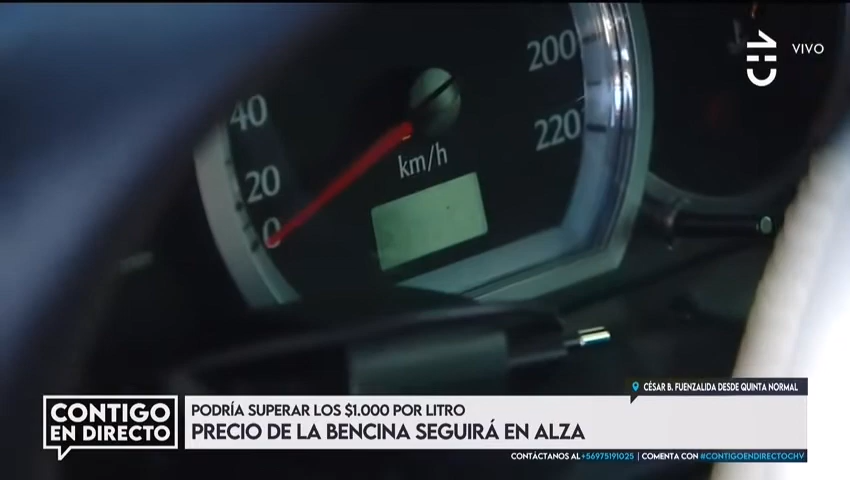 VIVO
200
220
40
20
0
km/h
CÉSAR B. FUENZALIDA DESDE QUINTA NORMAL
CONTIGO
EN DIRECTO
PODRÍA SUPERAR LOS $1.000 POR LITRO
PRECIO DE LA BENCINA SEGUIRÁ EN ALZA
CONTÁCTANOS AL +56975191025 | COMENTA CON #CONTIGOENDIRECTOCHV